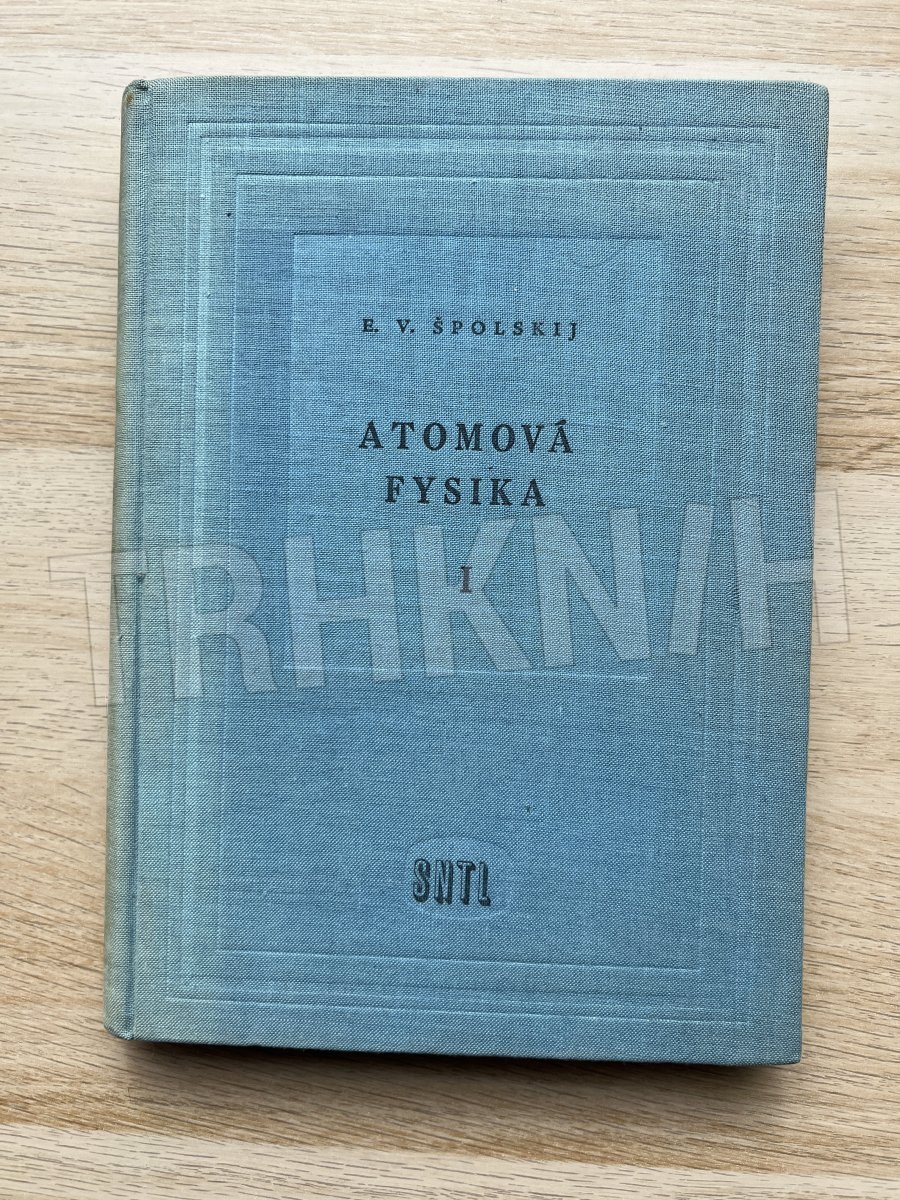 E. V. ŠPOLSKIJ
ATOMOVÁ
FYSIKA
I
TRHKNIH
SNTL